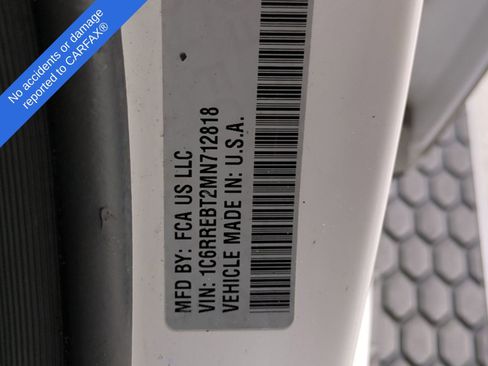 No accidents or damage
reported to CARFAX®
MFD BY: FCA US LLC
VIN: 1C6RREBT2MN712818
VEHICLE MADE IN: U.S.A.